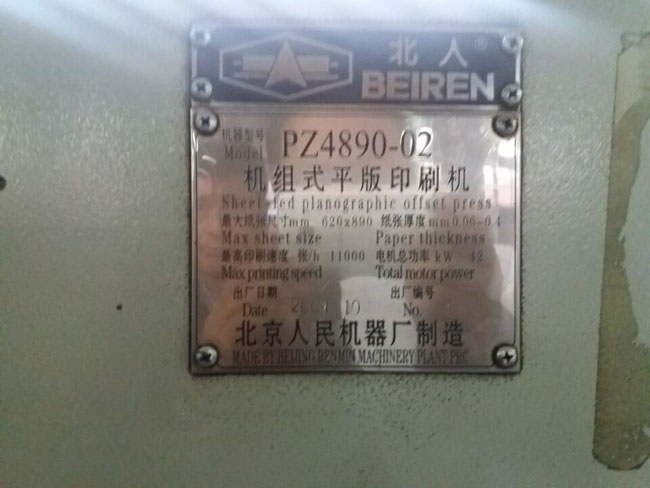 北人®
BEIREN
机器型号 PZ4890-02
Model
机组式平版印刷机
Sheet-fed planographic offset press
最大纸张尺寸mm 620x890 纸张厚度mm0.06-0.4
Max sheet size Paper thickness
最高印刷速度 张/h 11000 电机总功率 kW 42
Max printing speed Total motor power
出厂日期 出厂编号
Date 10 No.
北京人民机器厂制造
MADE BY BEIJING RENMIN MACHINERY PLANT PRC